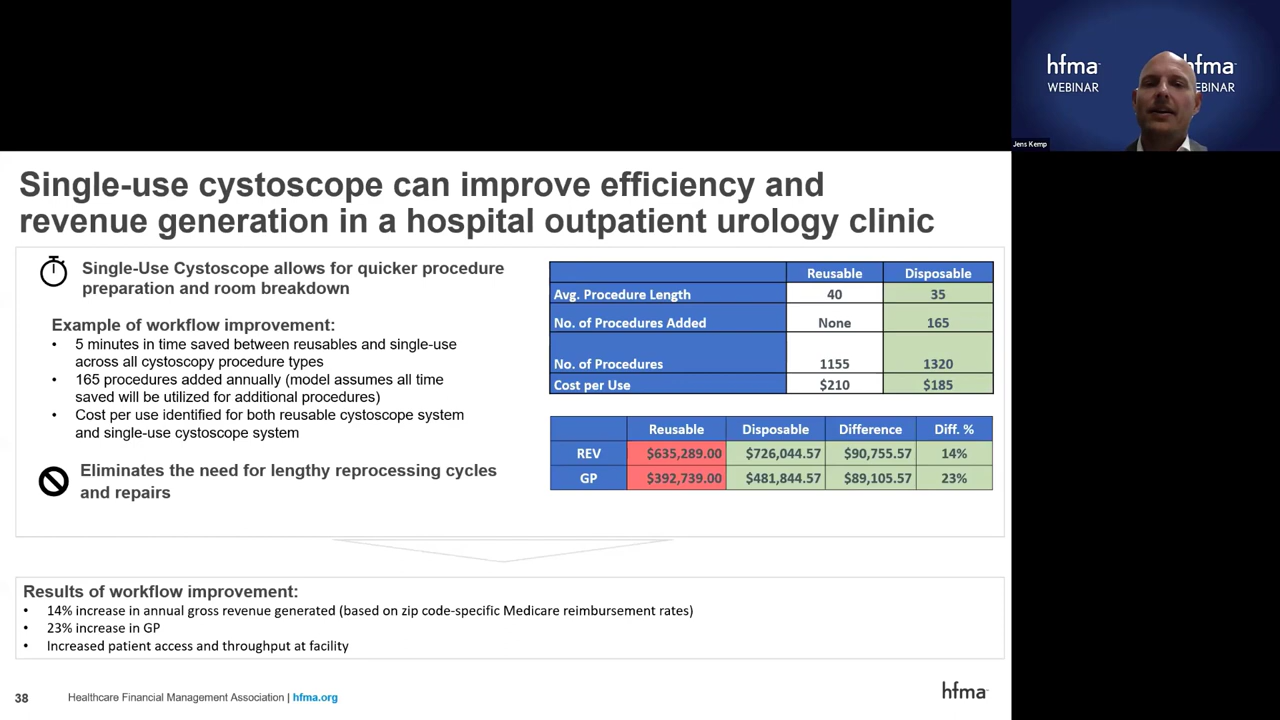 hfma
WEBINAR
hfma
WEBINAR
Jens Kemp
Single-use cystoscope can improve efficiency and
revenue generation in a hospital outpatient urology clinic
Single-Use Cystoscope allows for quicker procedure
preparation and room breakdown
Example of workflow improvement:
• 5 minutes in time saved between reusables and single-use
across all cystoscopy procedure types
• 165 procedures added annually (model assumes all time
saved will be utilized for additional procedures)
• Cost per use identified for both reusable cystoscope system
and single-use cystoscope system
Eliminates the need for lengthy reprocessing cycles
and repairs
Reusable Disposable
Avg. Procedure Length 40 35
No. of Procedures Added None 165
No. of Procedures 1155 1320
Cost per Use $210 $185
Reusable Disposable Difference Diff. %
REV $635,289.00 $726,044.57 $90,755.57 14%
GP $392,739.00 $481,844.57 $89,105.57 23%
Results of workflow improvement:
• 14% increase in annual gross revenue generated (based on zip code-specific Medicare reimbursement rates)
• 23% increase in GP
• Increased patient access and throughput at facility
38 Healthcare Financial Management Association | hfma.org
hfma